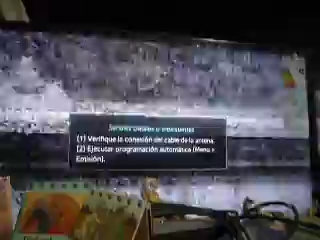 Señales Débiles o Inexistentes
(1) Verifique la conexión del cable de la antena.
(2) Ejecutar programación automática (Menú >
Emisión).